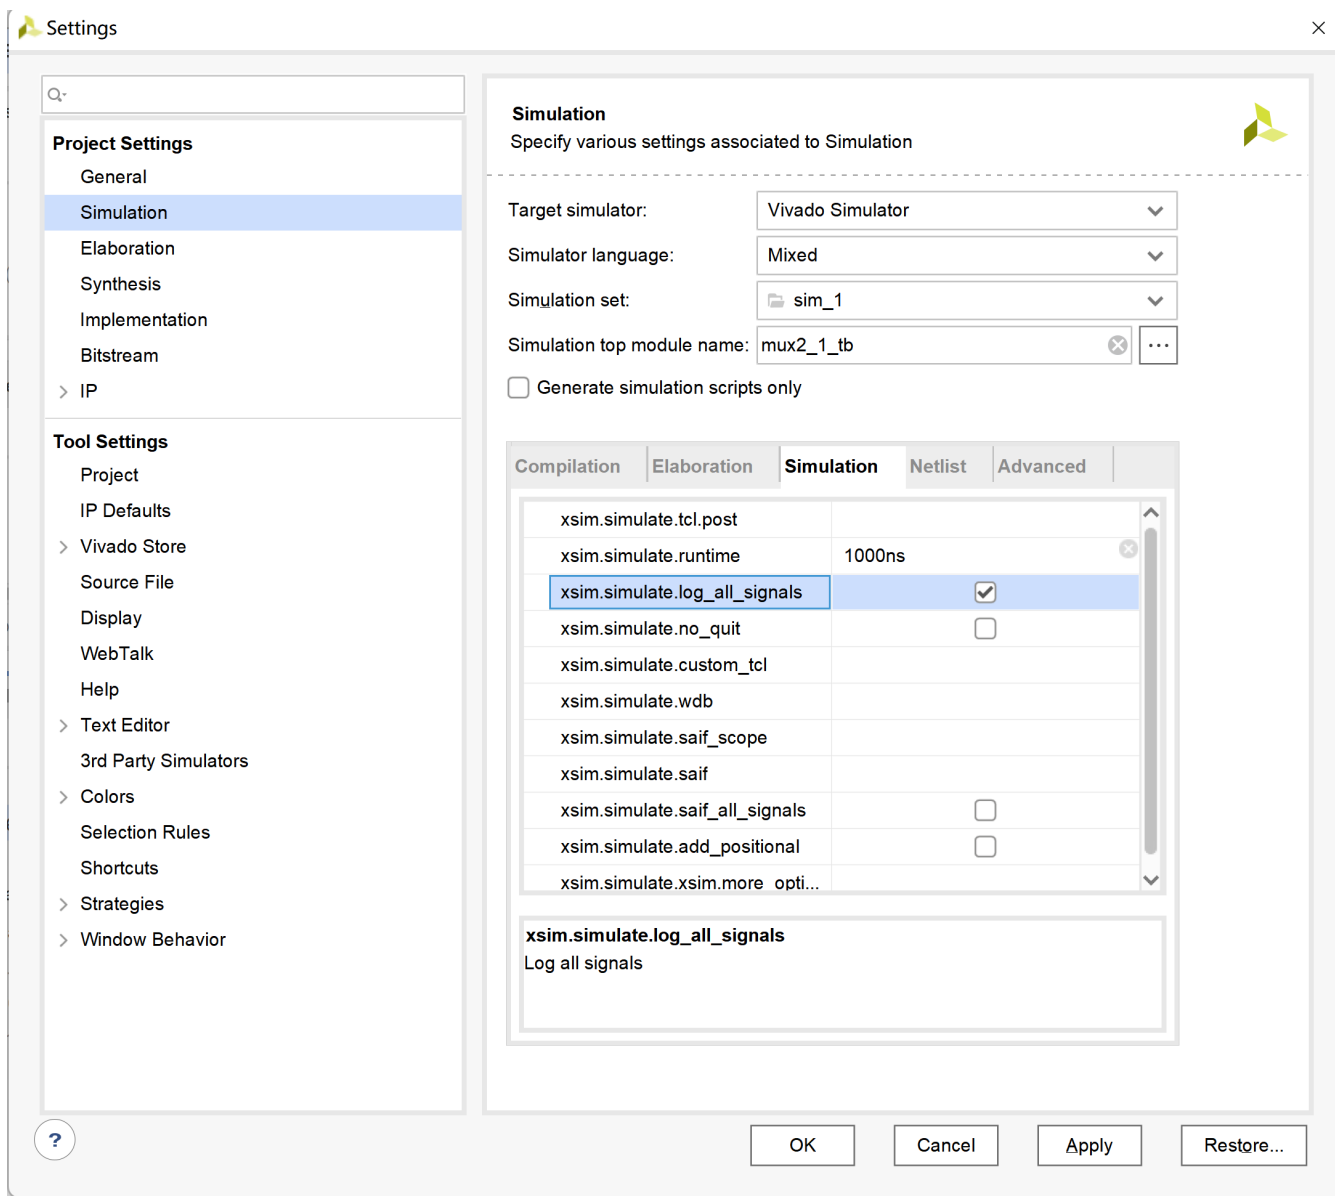 Settings
Project Settings
General
Simulation
Elaboration
Synthesis
Implementation
Bitstream
IP
Tool Settings
Project
IP Defaults
Vivado Store
Source File
Display
WebTalk
Help
Text Editor
3rd Party Simulators
Colors
Selection Rules
Shortcuts
Strategies
Window Behavior
Simulation
Specify various settings associated to Simulation
Target simulator: Vivado Simulator
Simulator language: Mixed
Simulation set: sim_1
Simulation top module name: mux2_1_tb ...
Generate simulation scripts only
Compilation Elaboration Simulation Netlist Advanced
xsim.simulate.tcl.post
xsim.simulate.runtime 1000ns
xsim.simulate.log_all_signals
xsim.simulate.no_quit
xsim.simulate.custom_tcl
xsim.simulate.wdb
xsim.simulate.saif_scope
xsim.simulate.saif
xsim.simulate.saif_all_signals
xsim.simulate.add_positional
xsim.simulate.xsim.more_opti...
xsim.simulate.log_all_signals
Log all signals
? OK Cancel Apply Restore...